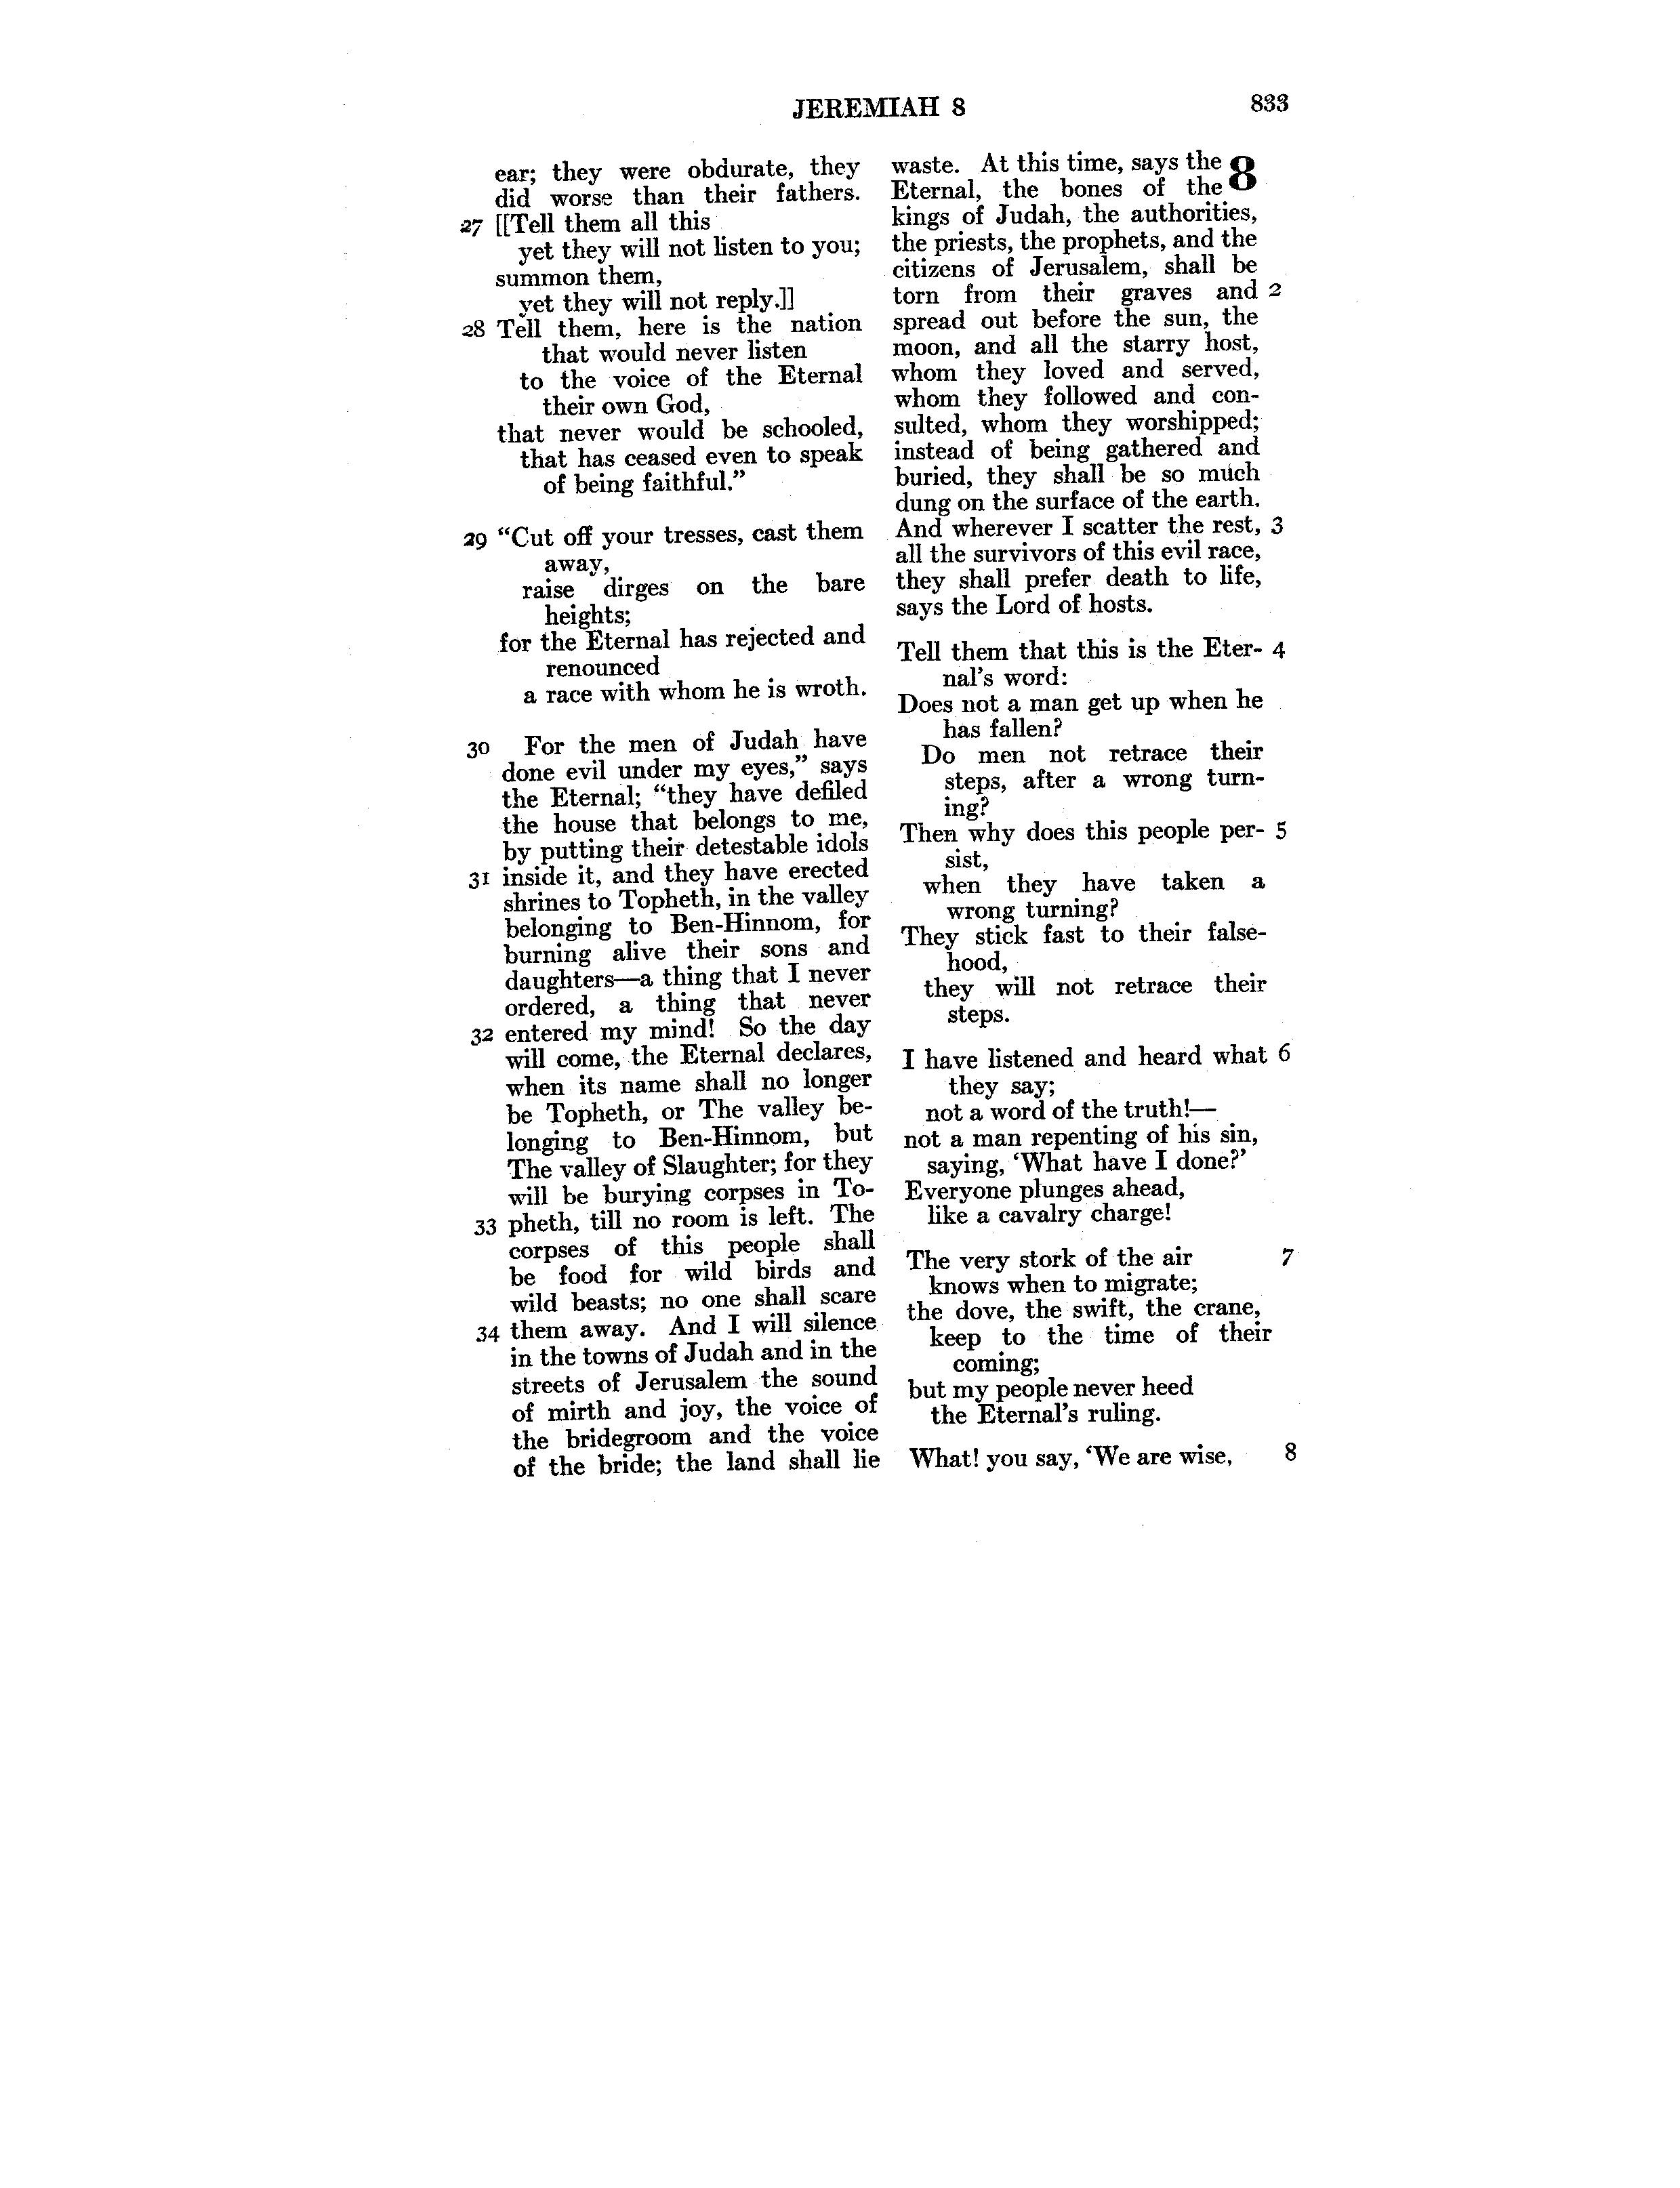 JEREMIAH 8 833
ear; they were obdurate, they
did worse than their fathers.
27 [[Tell them all this
yet they will not listen to you;
summon them,
yet they will not reply.]]
28 Tell them, here is the nation
that would never listen
to the voice of the Eternal
their own God,
that never would be schooled,
that has ceased even to speak
of being faithful.”
29 “Cut off your tresses, cast them
away,
raise dirges on the bare
heights;
for the Eternal has rejected and
renounced
a race with whom he is wroth.
30 For the men of Judah have
done evil under my eyes,” says
the Eternal; “they have defiled
the house that belongs to me,
by putting their detestable idols
31 inside it, and they have erected
shrines to Topheth, in the valley
belonging to Ben-Hinnom, for
burning alive their sons and
daughters—a thing that I never
ordered, a thing that never
32 entered my mind! So the day
will come, the Eternal declares,
when its name shall no longer
be Topheth, or The valley be-
longing to Ben-Hinnom, but
The valley of Slaughter; for they
will be burying corpses in To-
33 pheth, till no room is left. The
corpses of this people shall
be food for wild birds and
wild beasts; no one shall scare
34 them away. And I will silence
in the towns of Judah and in the
streets of Jerusalem the sound
of mirth and joy, the voice of
the bridegroom and the voice
of the bride; the land shall lie
waste. At this time, says the 8
Eternal, the bones of the
kings of Judah, the authorities,
the priests, the prophets, and the
citizens of Jerusalem, shall be
torn from their graves and 2
spread out before the sun, the
moon, and all the starry host,
whom they loved and served,
whom they followed and con-
sulted, whom they worshipped;
instead of being gathered and
buried, they shall be so much
dung on the surface of the earth.
And wherever I scatter the rest, 3
all the survivors of this evil race,
they shall prefer death to life,
says the Lord of hosts.
Tell them that this is the Eter- 4
nal’s word:
Does not a man get up when he
has fallen?
Do men not retrace their
steps, after a wrong turn-
ing?
Then why does this people per- 5
sist,
when they have taken a
wrong turning?
They stick fast to their false-
hood,
they will not retrace their
steps.
I have listened and heard what 6
they say;
not a word of the truth!—
not a man repenting of his sin,
saying, ‘What have I done?’
Everyone plunges ahead,
like a cavalry charge!
The very stork of the air 7
knows when to migrate;
the dove, the swift, the crane,
keep to the time of their
coming;
but my people never heed
the Eternal’s ruling.
What! you say, ‘We are wise, 8